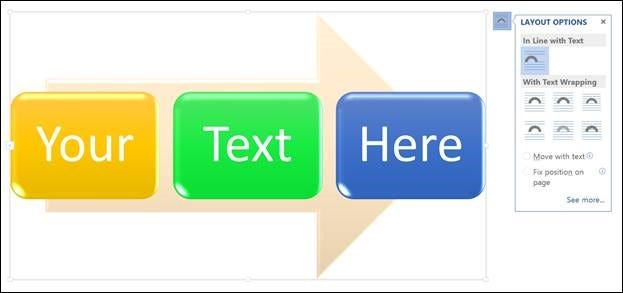 Your Text Here
LAYOUT OPTIONS ×
In Line with Text
With Text Wrapping
Move with text
Fix position on
page
See more...